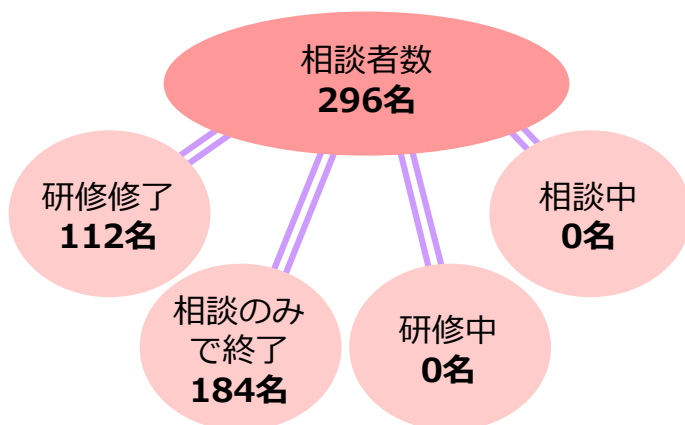 相談者数
296名
研修修了
112名
相談のみ
で終了
184名
研修中
0名
相談中
0名